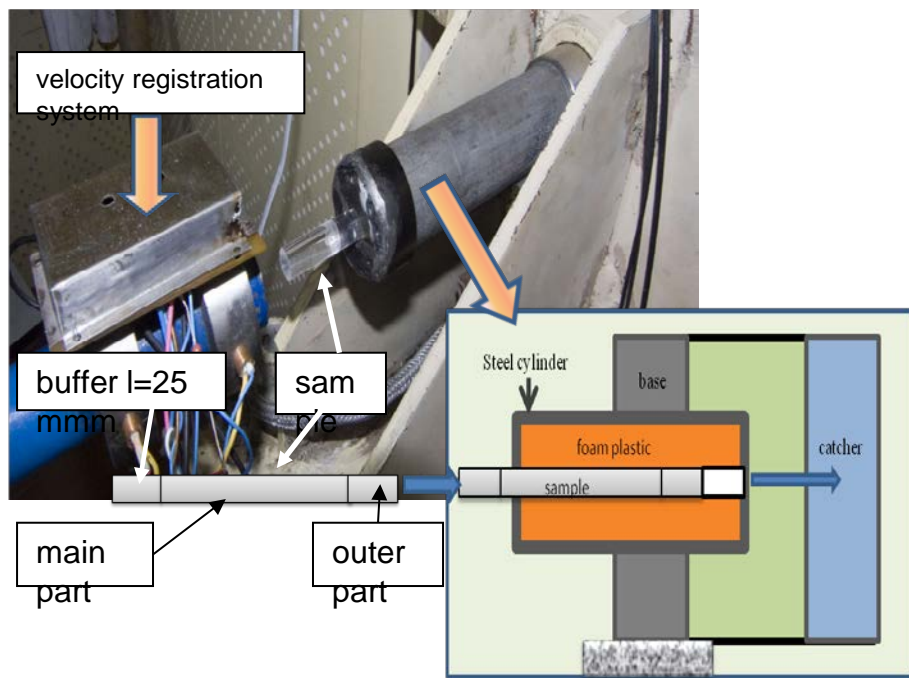 velocity registration
system
buffer l=25
mmm
sam
ple
main
part
outer
part
Steel cylinder
base
foam plastic
sample
catcher